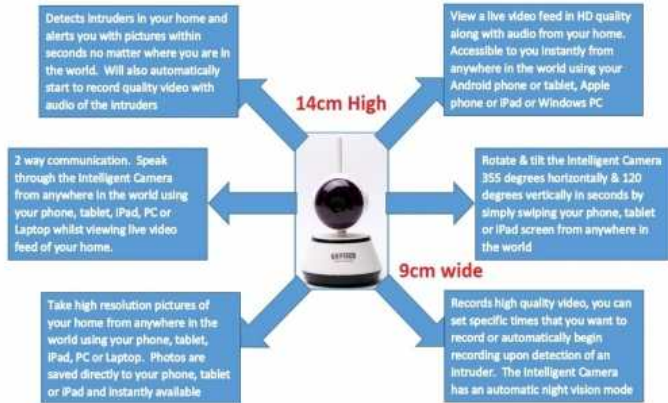 Detects intruders in your home and
alerts you with pictures within
seconds no matter where you are in
the world. Will also automatically
start to record quality video with
audio of the intruders
View a live video feed in HD quality
along with audio from your home.
Accessible to you instantly from
anywhere in the world using your
Android phone or tablet, Apple
phone or iPad or Windows PC
14cm High
2 way communication. Speak
through the Intelligent Camera
from anywhere in the world using
your phone, tablet, iPad, PC or
Laptop whilst viewing live video
feed of your home.
Rotate & tilt the Intelligent Camera
355 degrees horizontally & 120
degrees vertically in seconds by
simply swiping your phone, tablet
or iPad screen from anywhere in
the world
9cm wide
Take high resolution pictures of
your home from anywhere in the
world using your phone, tablet,
iPad, PC or Laptop. Photos are
saved directly to your phone, tablet
or iPad and instantly available
Records high quality video, you can
set specific times that you want to
record or automatically begin
recording upon detection of an
intruder. The Intelligent Camera
has an automatic night vision mode